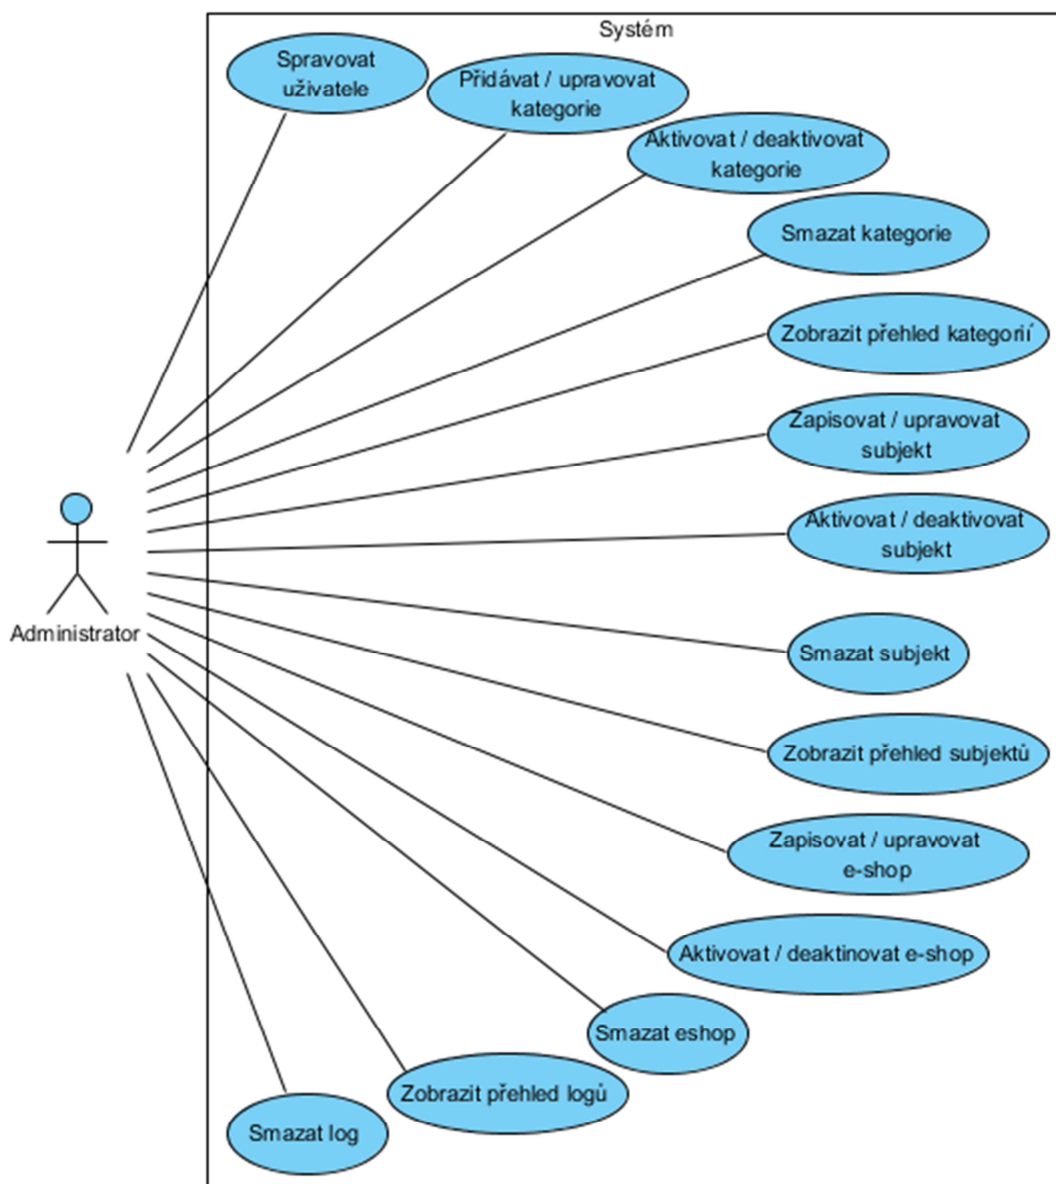 Systém
Spravovat
uživatele
Přidávat / upravovat
kategorie
Aktivovat / deaktivovat
kategorie
Smazat kategorie
Zobrazit přehled kategorií
Zapisovat / upravovat
subjekt
Aktivovat / deaktivovat
subjekt
Administrator
Smazat subjekt
Zobrazit přehled subjektů
Zapisovat / upravovat
e-shop
Aktivovat / deaktinovat e-shop
Smazat eshop
Zobrazit přehled logů
Smazat log